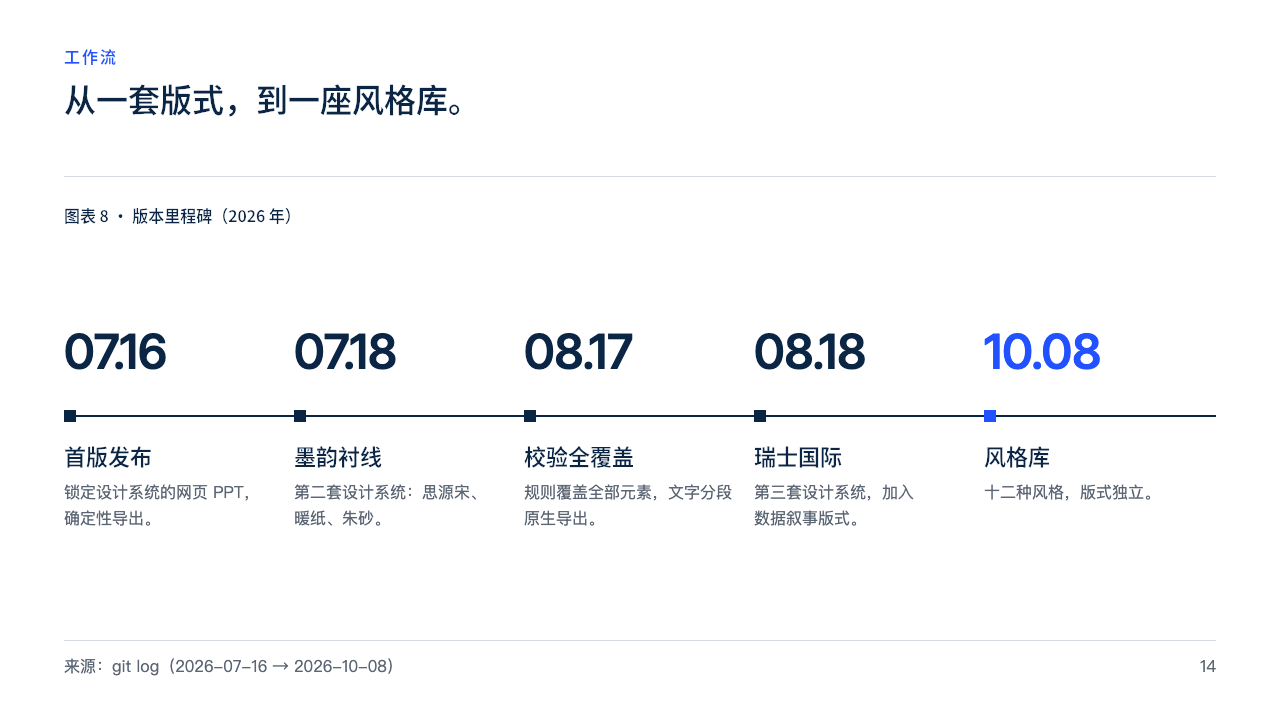 工作流
从一套版式，到一座风格库。
图表 8 · 版本里程碑（2026 年）
07.16
07.18
08.17
08.18
10.08
首版发布
锁定设计系统的网页 PPT，
确定性导出。
墨韵衬线
第二套设计系统：思源宋、
暖纸、朱砂。
校验全覆盖
规则覆盖全部元素，文字分段
原生导出。
瑞士国际
第三套设计系统，加入
数据叙事版式。
风格库
十二种风格，版式独立。
来源：git log（2026-07-16 → 2026-10-08）
14